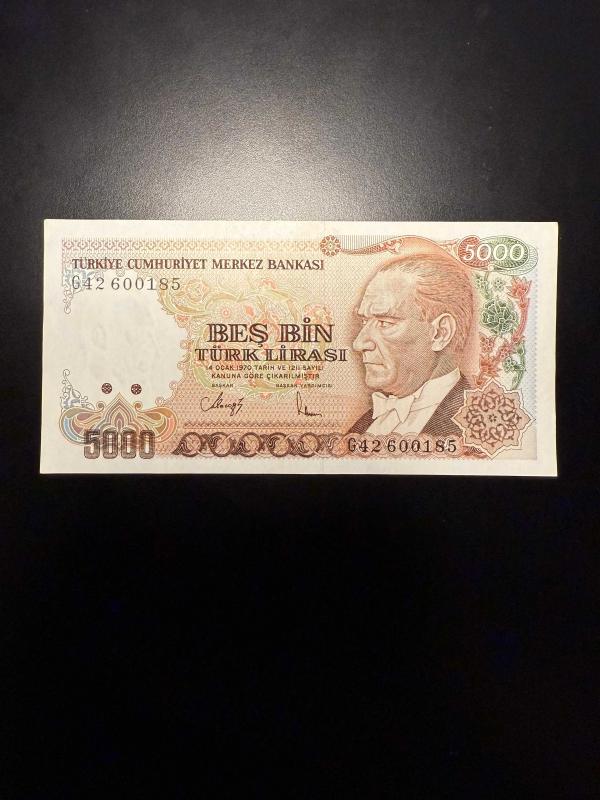 5000
TÜRKİYE CUMHURİYET MERKEZ BANKASI
G42 600185
BEŞ BİN
TÜRK LİRASI
14 OCAK 1970 TARİH VE 1211 SAYILI
KANUNA GÖRE ÇIKARILMIŞTIR
BAŞKAN BAŞKAN YARDIMCISI
5000
G42 600185